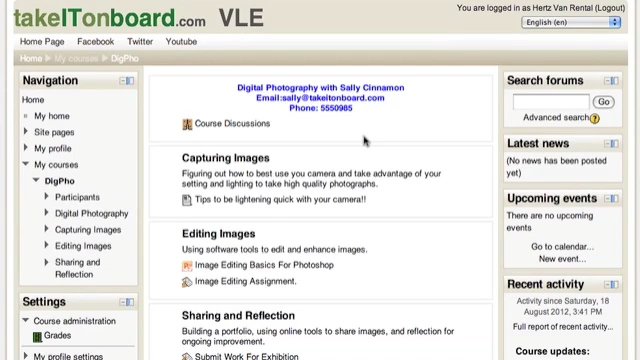 takeITonboard.com VLE
You are logged in as Hertz Van Rental (Logout)
English (en)
Home Page Facebook Twitter Youtube
Home My courses DigPho
Navigation
Home
My home
Site pages
My profile
My courses
DigPho
Participants
Digital Photography
Capturing Images
Editing Images
Sharing and
Reflection
Settings
Course administration
Grades
My profile settings
Digital Photography with Sally Cinnamon
Email:sally@takeitonboard.com
Phone: 5550985
Course Discussions
Capturing Images
Figuring out how to best use you camera and take advantage of your
setting and lighting to take high quality photographs.
Tips to be lightening quick with your camera!!
Editing Images
Using software tools to edit and enhance images.
Image Editing Basics For Photoshop
Image Editing Assignment.
Sharing and Reflection
Building a portfolio, using online tools to share images, and reflection for
ongoing improvement.
Submit Work For Exhibition
Search forums
Go
Advanced search
Latest news
(No news has been posted
yet)
Upcoming events
There are no upcoming
events
Go to calendar...
New event...
Recent activity
Activity since Saturday, 18
August 2012, 3:41 PM
Full report of recent activity...
Course updates: